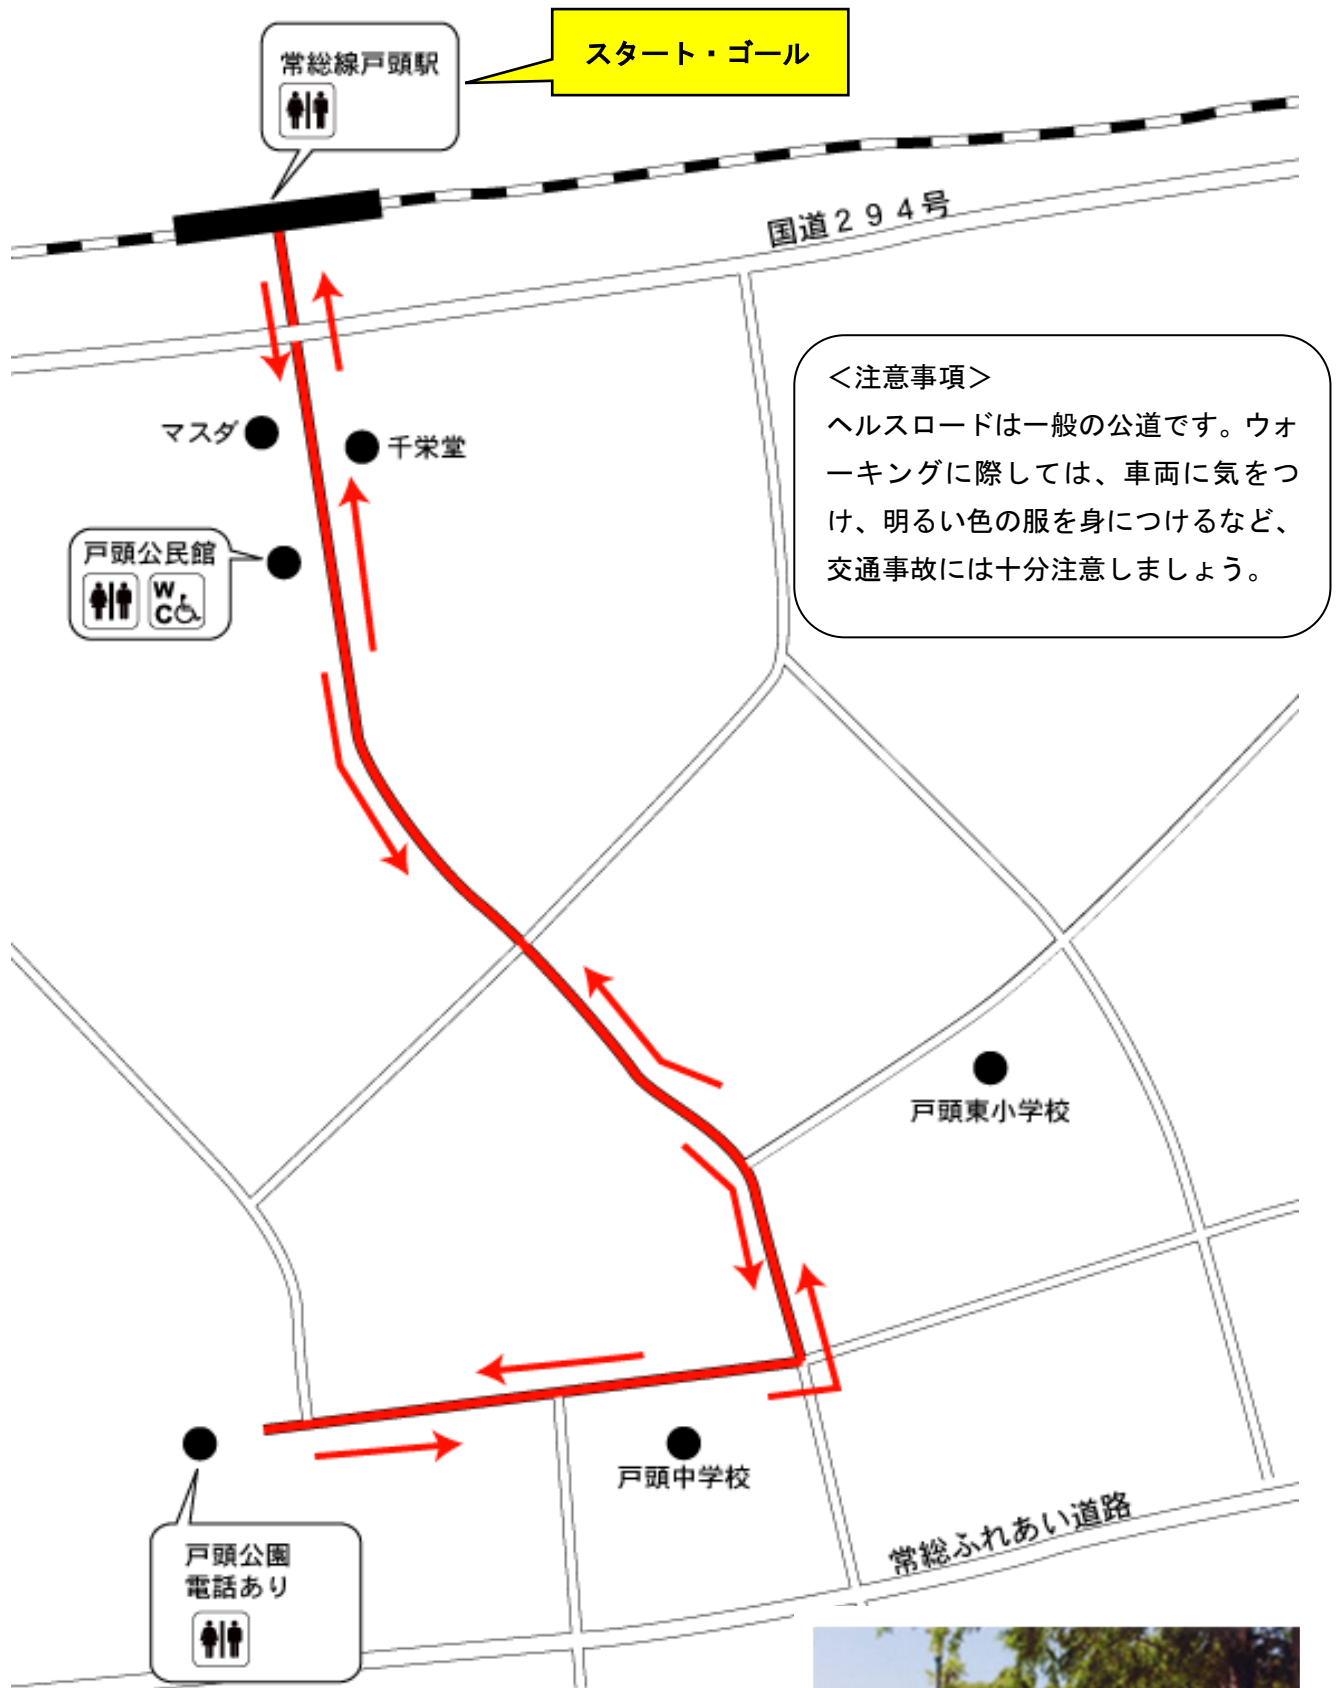 スタート・ゴール
常総線戸頭駅
国道２９４号
＜注意事項＞
ヘルスロードは一般の公道です。ウォ
ーキングに際しては、車両に気をつ
け、明るい色の服を身につけるなど、
交通事故には十分注意しましょう。
マスダ
千栄堂
戸頭公民館
W
C
戸頭東小学校
戸頭中学校
常総ふれあい道路
戸頭公園
電話あり